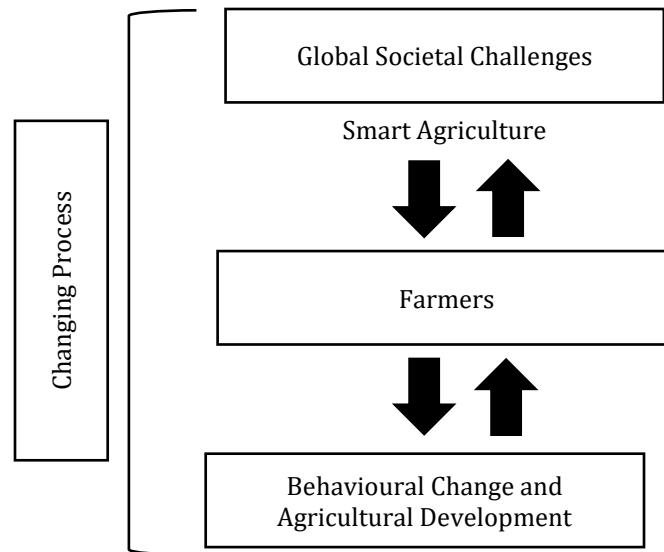 Global Societal Challenges
Smart Agriculture
Changing Process
Farmers
Behavioural Change and
Agricultural Development